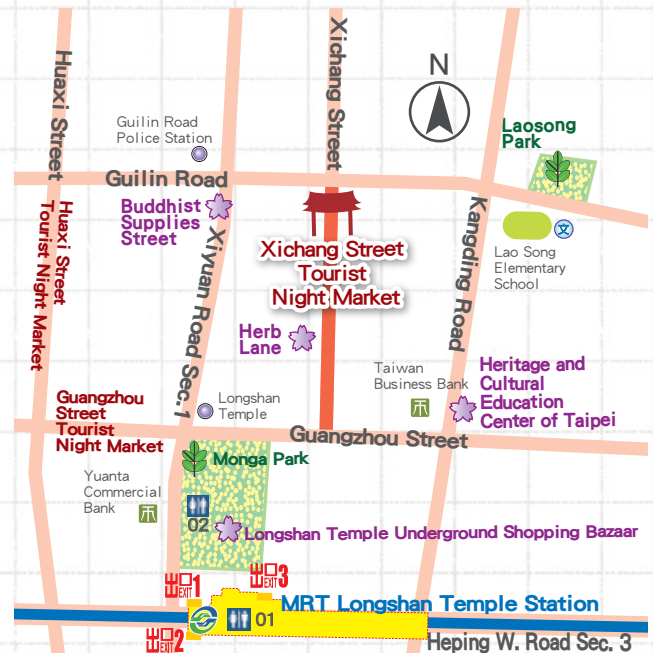 Huaxi Street
Xichang Street
N
Guilin Road
Police Station
Laosong
Park
Guilin Road
Buddhist
Supplies
Street
Huaxi Street
Tourist Night Market
Xiyuan Road Sec. 1
Kangding Road
文
Lao Song
Elementary
School
Xichang Street
Tourist
Night Market
Herb
Lane
Taiwan
Business Bank
Heritage and
Cultural
Education
Center of Taipei
Guangzhou
Street
Tourist
Night Market
Longshan
Temple
Guangzhou Street
Monga Park
Yuanta
Commercial
Bank
02
Longshan Temple Underground Shopping Bazaar
出口1
EXIT
出口3
EXIT
MRT Longshan Temple Station
01
出口2
EXIT
Heping W. Road Sec. 3